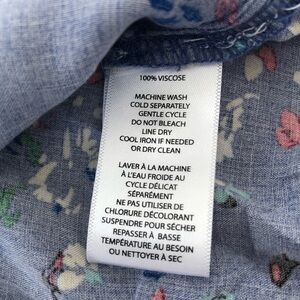 100% VISCOSE
MACHINE WASH
COLD SEPARATELY
GENTLE CYCLE
DO NOT BLEACH
LINE DRY
COOL IRON IF NEEDED
OR DRY CLEAN
LAVER À LA MACHINE
À L'EAU FROIDE AU
CYCLE DÉLICAT
SÉPARÉMENT
NE PAS UTILISER DE
CHLORURE DÉCOLORANT
SUSPENDRE POUR SÉCHER
REPASSER À BASSE
TEMPÉRATURE AU BESOIN
OU NETTOYER À SEC